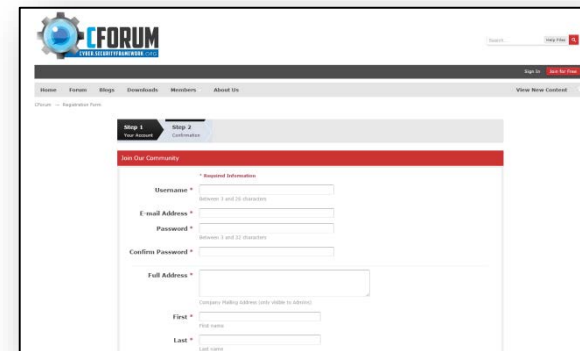 CFORUM
CYBER.SECURITYFRAMEWORK.ORG
Search...
Help Files
Sign In
Join for Free
Home
Forum
Blogs
Downloads
Members
About Us
View New Content
CForum → Registration Form
Step 1
Your Account
Step 2
Confirmation
Join Our Community
* Required Information
Username *
Between 3 and 26 characters
E-mail Address *
Password *
Between 3 and 32 characters
Confirm Password *
Full Address *
Company Mailing Address (only visible to Admins)
First *
First name
Last *
Last name